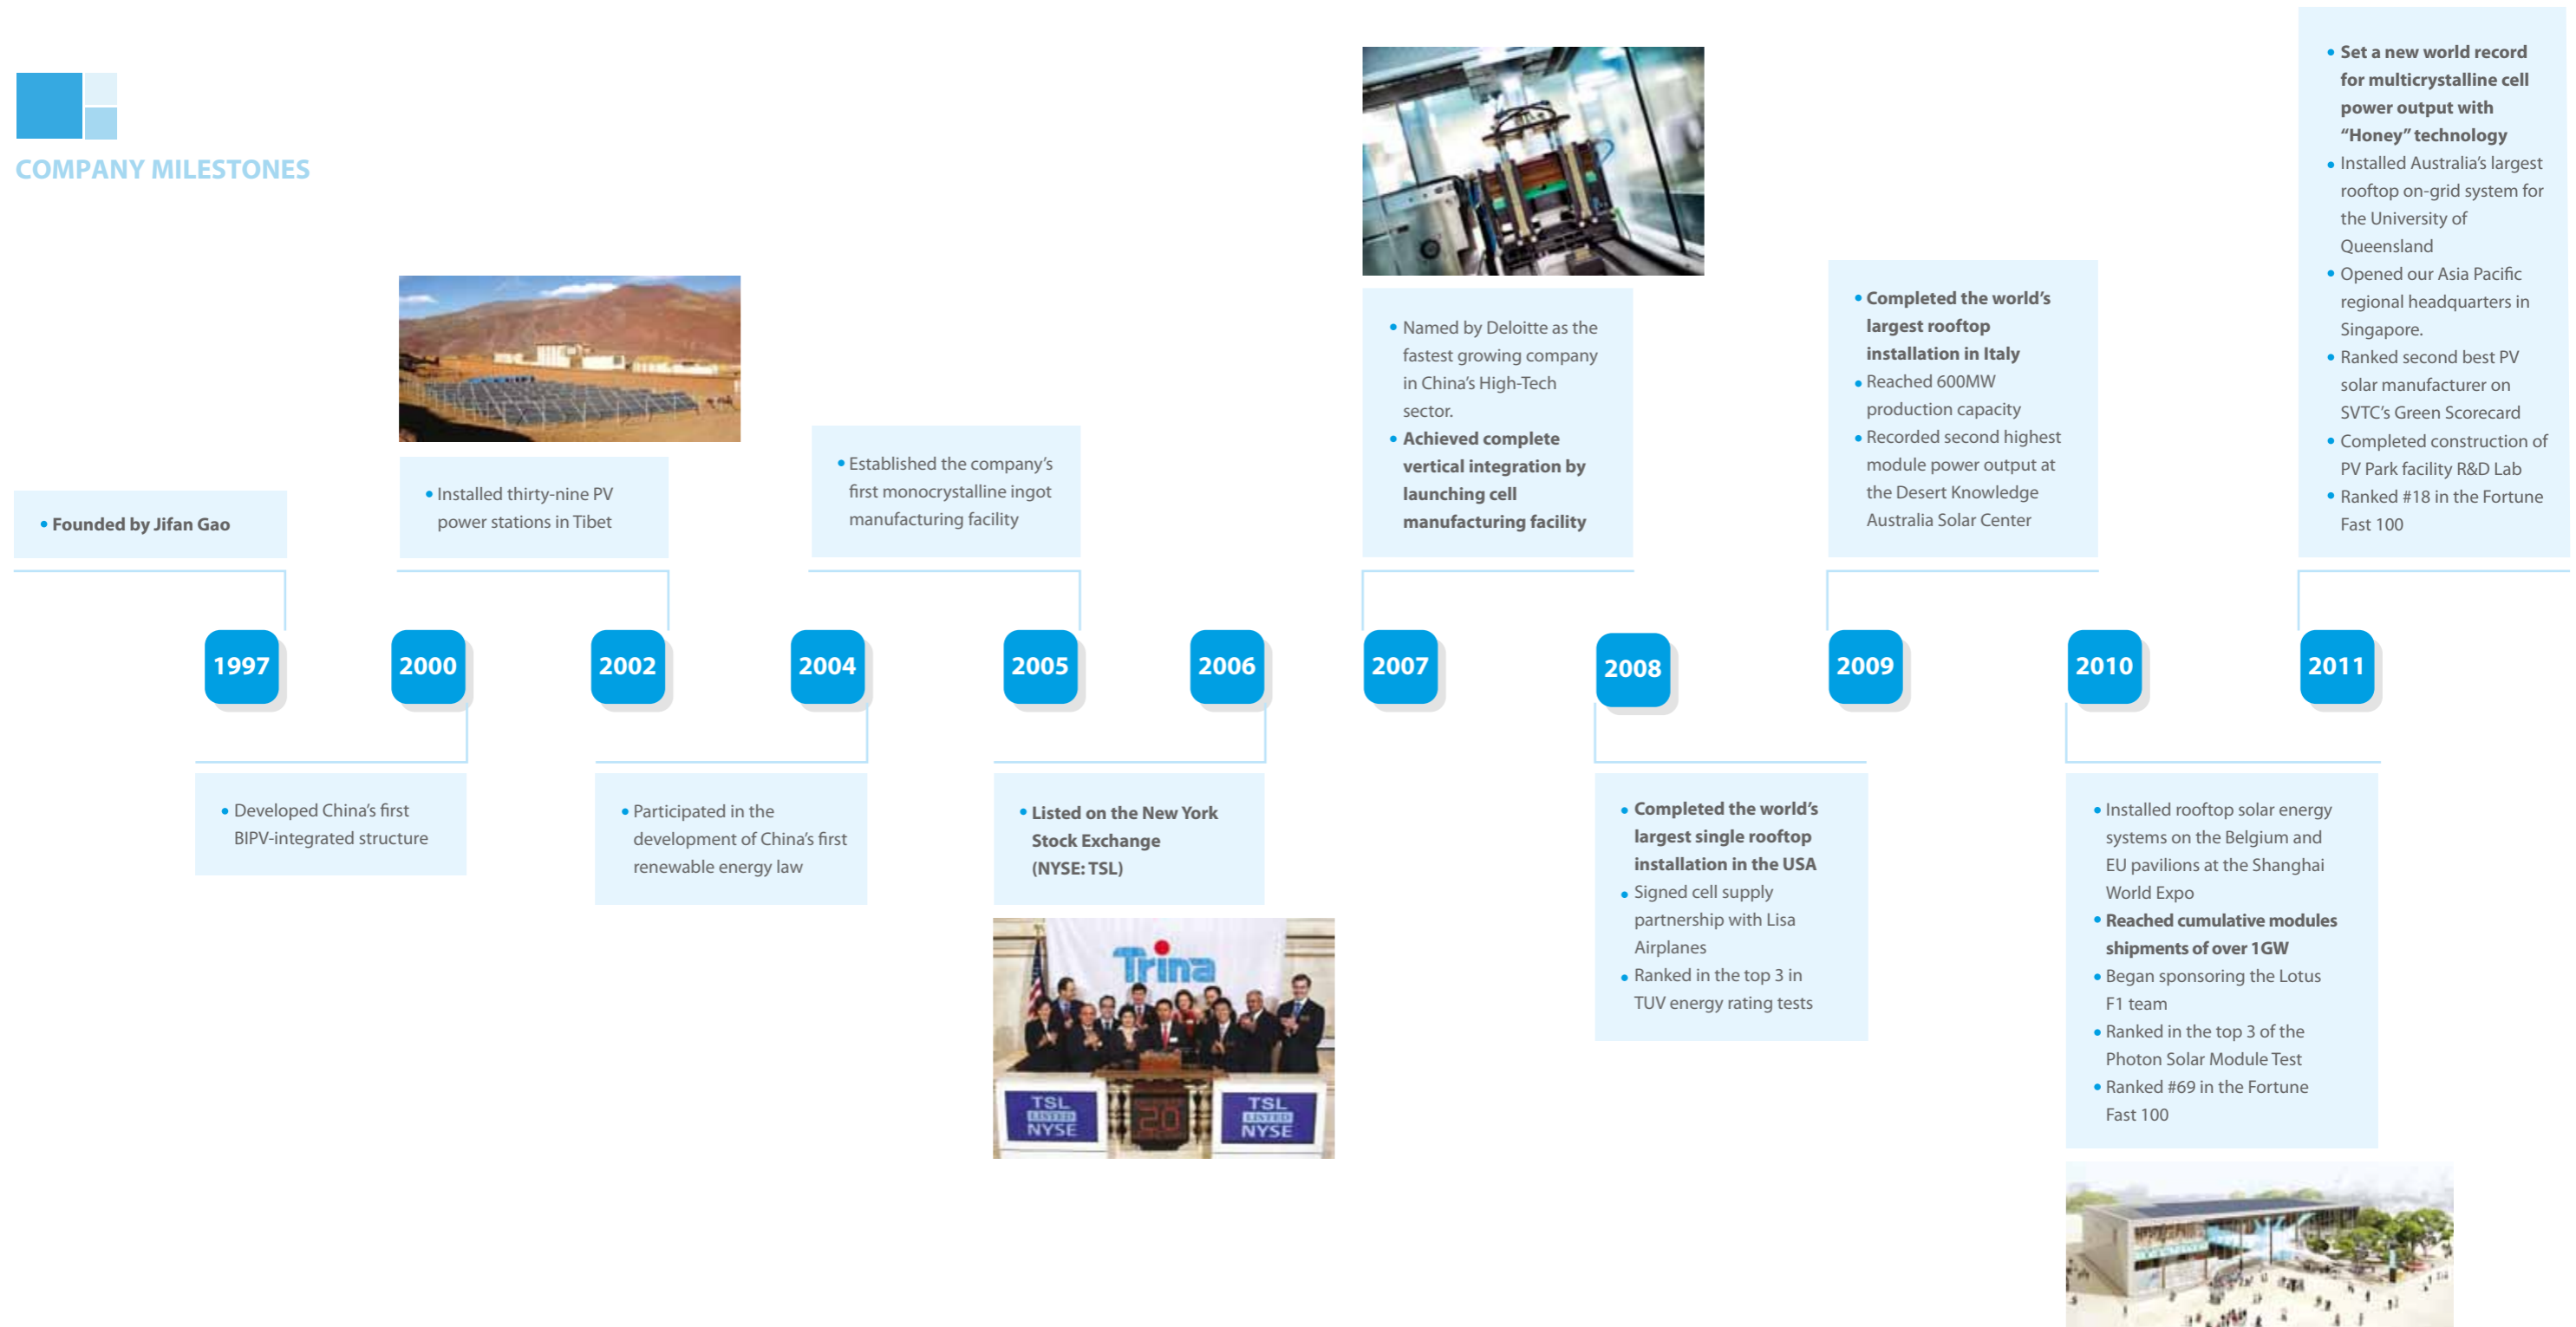 COMPANY MILESTONES
• Founded by Jifan Gao
1997
2000
• Developed China's first
BIPV-integrated structure
• Installed thirty-nine PV
power stations in Tibet
2002
2004
• Participated in the
development of China's first
renewable energy law
• Established the company's
first monocrystalline ingot
manufacturing facility
2005
2006
• Listed on the New York
Stock Exchange
(NYSE: TSL)
Trina
TSL
LISTED
NYSE
20
TSL
LISTED
NYSE
• Named by Deloitte as the
fastest growing company
in China's High-Tech
sector.
• Achieved complete
vertical integration by
launching cell
manufacturing facility
2007
2008
• Completed the world's
largest single rooftop
installation in the USA
• Signed cell supply
partnership with Lisa
Airplanes
• Ranked in the top 3 in
TUV energy rating tests
• Completed the world's
largest rooftop
installation in Italy
• Reached 600MW
production capacity
• Recorded second highest
module power output at
the Desert Knowledge
Australia Solar Center
2009
2010
• Installed rooftop solar energy
systems on the Belgium and
EU pavilions at the Shanghai
World Expo
• Reached cumulative modules
shipments of over 1GW
• Began sponsoring the Lotus
F1 team
• Ranked in the top 3 of the
Photon Solar Module Test
• Ranked #69 in the Fortune
Fast 100
• Set a new world record
for multicrystalline cell
power output with
“Honey” technology
• Installed Australia's largest
rooftop on-grid system for
the University of
Queensland
• Opened our Asia Pacific
regional headquarters in
Singapore.
• Ranked second best PV
solar manufacturer on
SVTC's Green Scorecard
• Completed construction of
PV Park facility R&D Lab
• Ranked #18 in the Fortune
Fast 100
2011